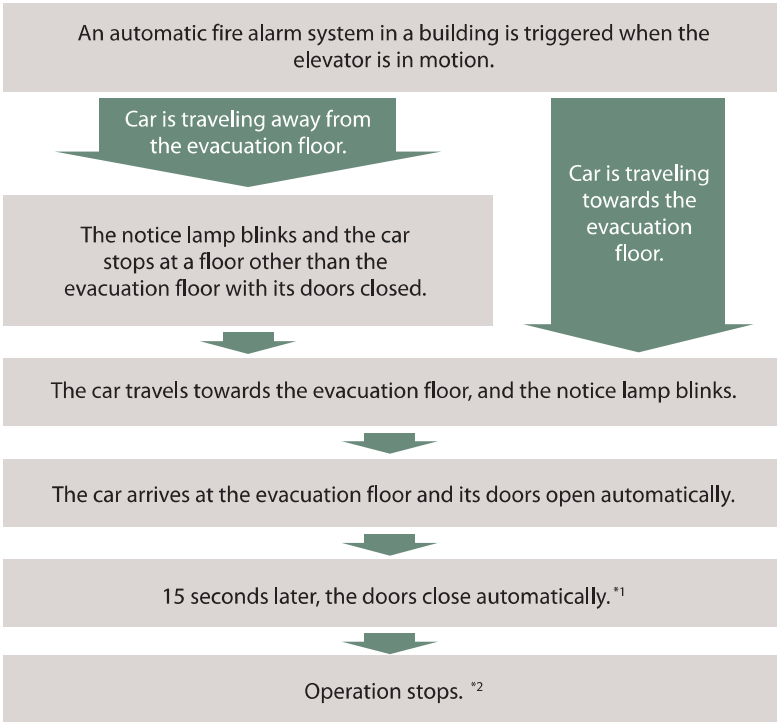 An automatic fire alarm system in a building is triggered when the
elevator is in motion.
Car is traveling away from
the evacuation floor.
Car is traveling
towards the
evacuation
floor.
The notice lamp blinks and the car
stops at a floor other than the
evacuation floor with its doors closed.
The car travels towards the evacuation floor, and the notice lamp blinks.
The car arrives at the evacuation floor and its doors open automatically.
15 seconds later, the doors close automatically.*1
Operation stops. *2